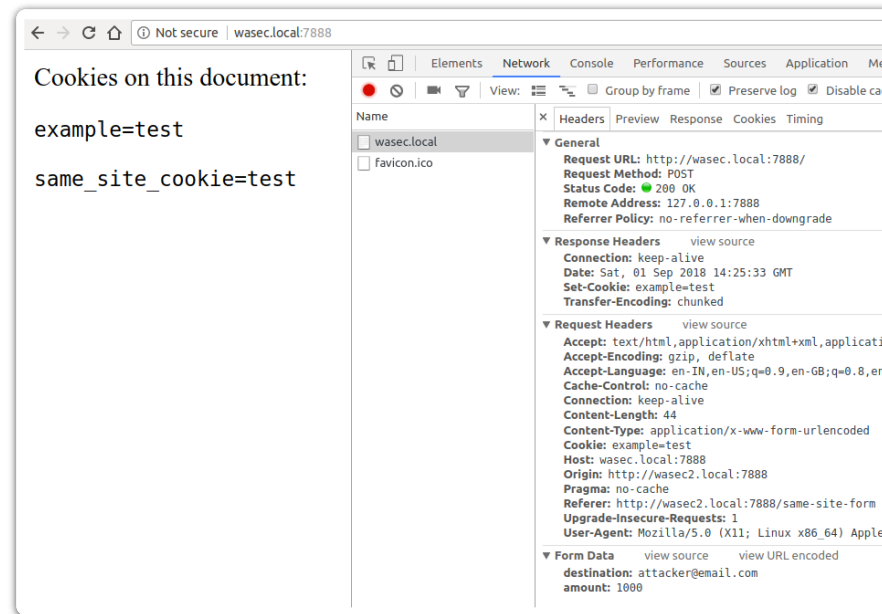 Not secure | wasec.local:7888
Cookies on this document:
example=test
same_site_cookie=test
Elements Network Console Performance Sources Application Me
View: Group by frame Preserve log Disable ca
Name
wasec.local
favicon.ico
× Headers Preview Response Cookies Timing
▼ General
Request URL: http://wasec.local:7888/
Request Method: POST
Status Code: 200 OK
Remote Address: 127.0.0.1:7888
Referrer Policy: no-referrer-when-downgrade
▼ Response Headers view source
Connection: keep-alive
Date: Sat, 01 Sep 2018 14:25:33 GMT
Set-Cookie: example=test
Transfer-Encoding: chunked
▼ Request Headers view source
Accept: text/html,application/xhtml+xml,applicati
Accept-Encoding: gzip, deflate
Accept-Language: en-IN,en-US;q=0.9,en-GB;q=0.8,en
Cache-Control: no-cache
Connection: keep-alive
Content-Length: 44
Content-Type: application/x-www-form-urlencoded
Cookie: example=test
Host: wasec.local:7888
Origin: http://wasec2.local:7888
Pragma: no-cache
Referer: http://wasec2.local:7888/same-site-form
Upgrade-Insecure-Requests: 1
User-Agent: Mozilla/5.0 (X11; Linux x86_64) Apple
▼ Form Data view source view URL encoded
destination: attacker@email.com
amount: 1000